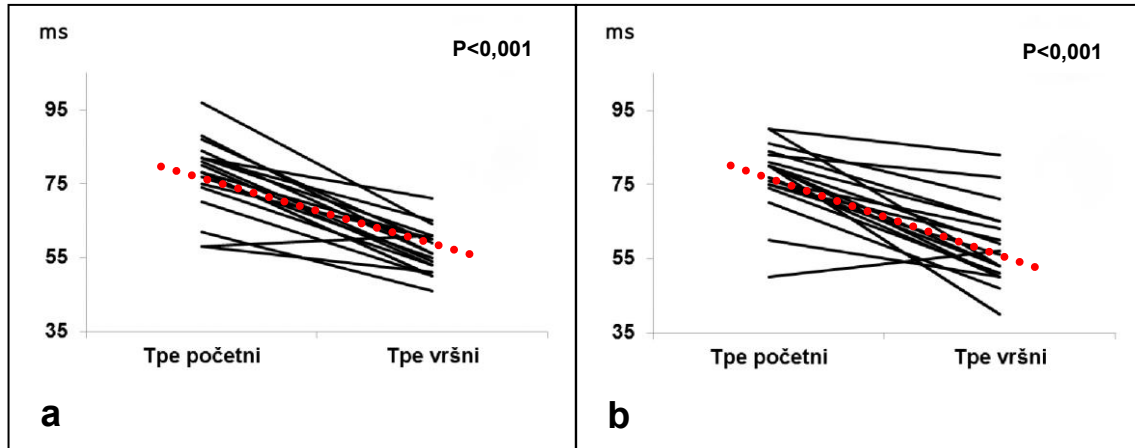 ms
P<0,001
95
75
55
35
Tpe početni
Tpe vršni
a
ms
P<0,001
95
75
55
35
Tpe početni
Tpe vršni
b